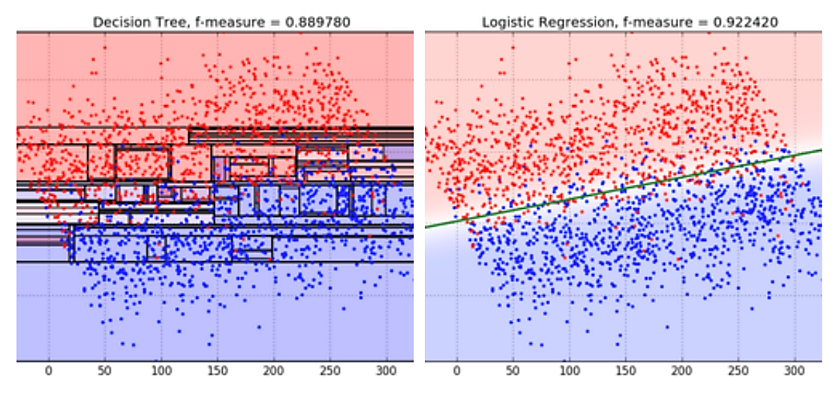 Decision Tree, f-measure = 0.889780
Logistic Regression, f-measure = 0.922420
0 50 100 150 200 250 300
0 50 100 150 200 250 300